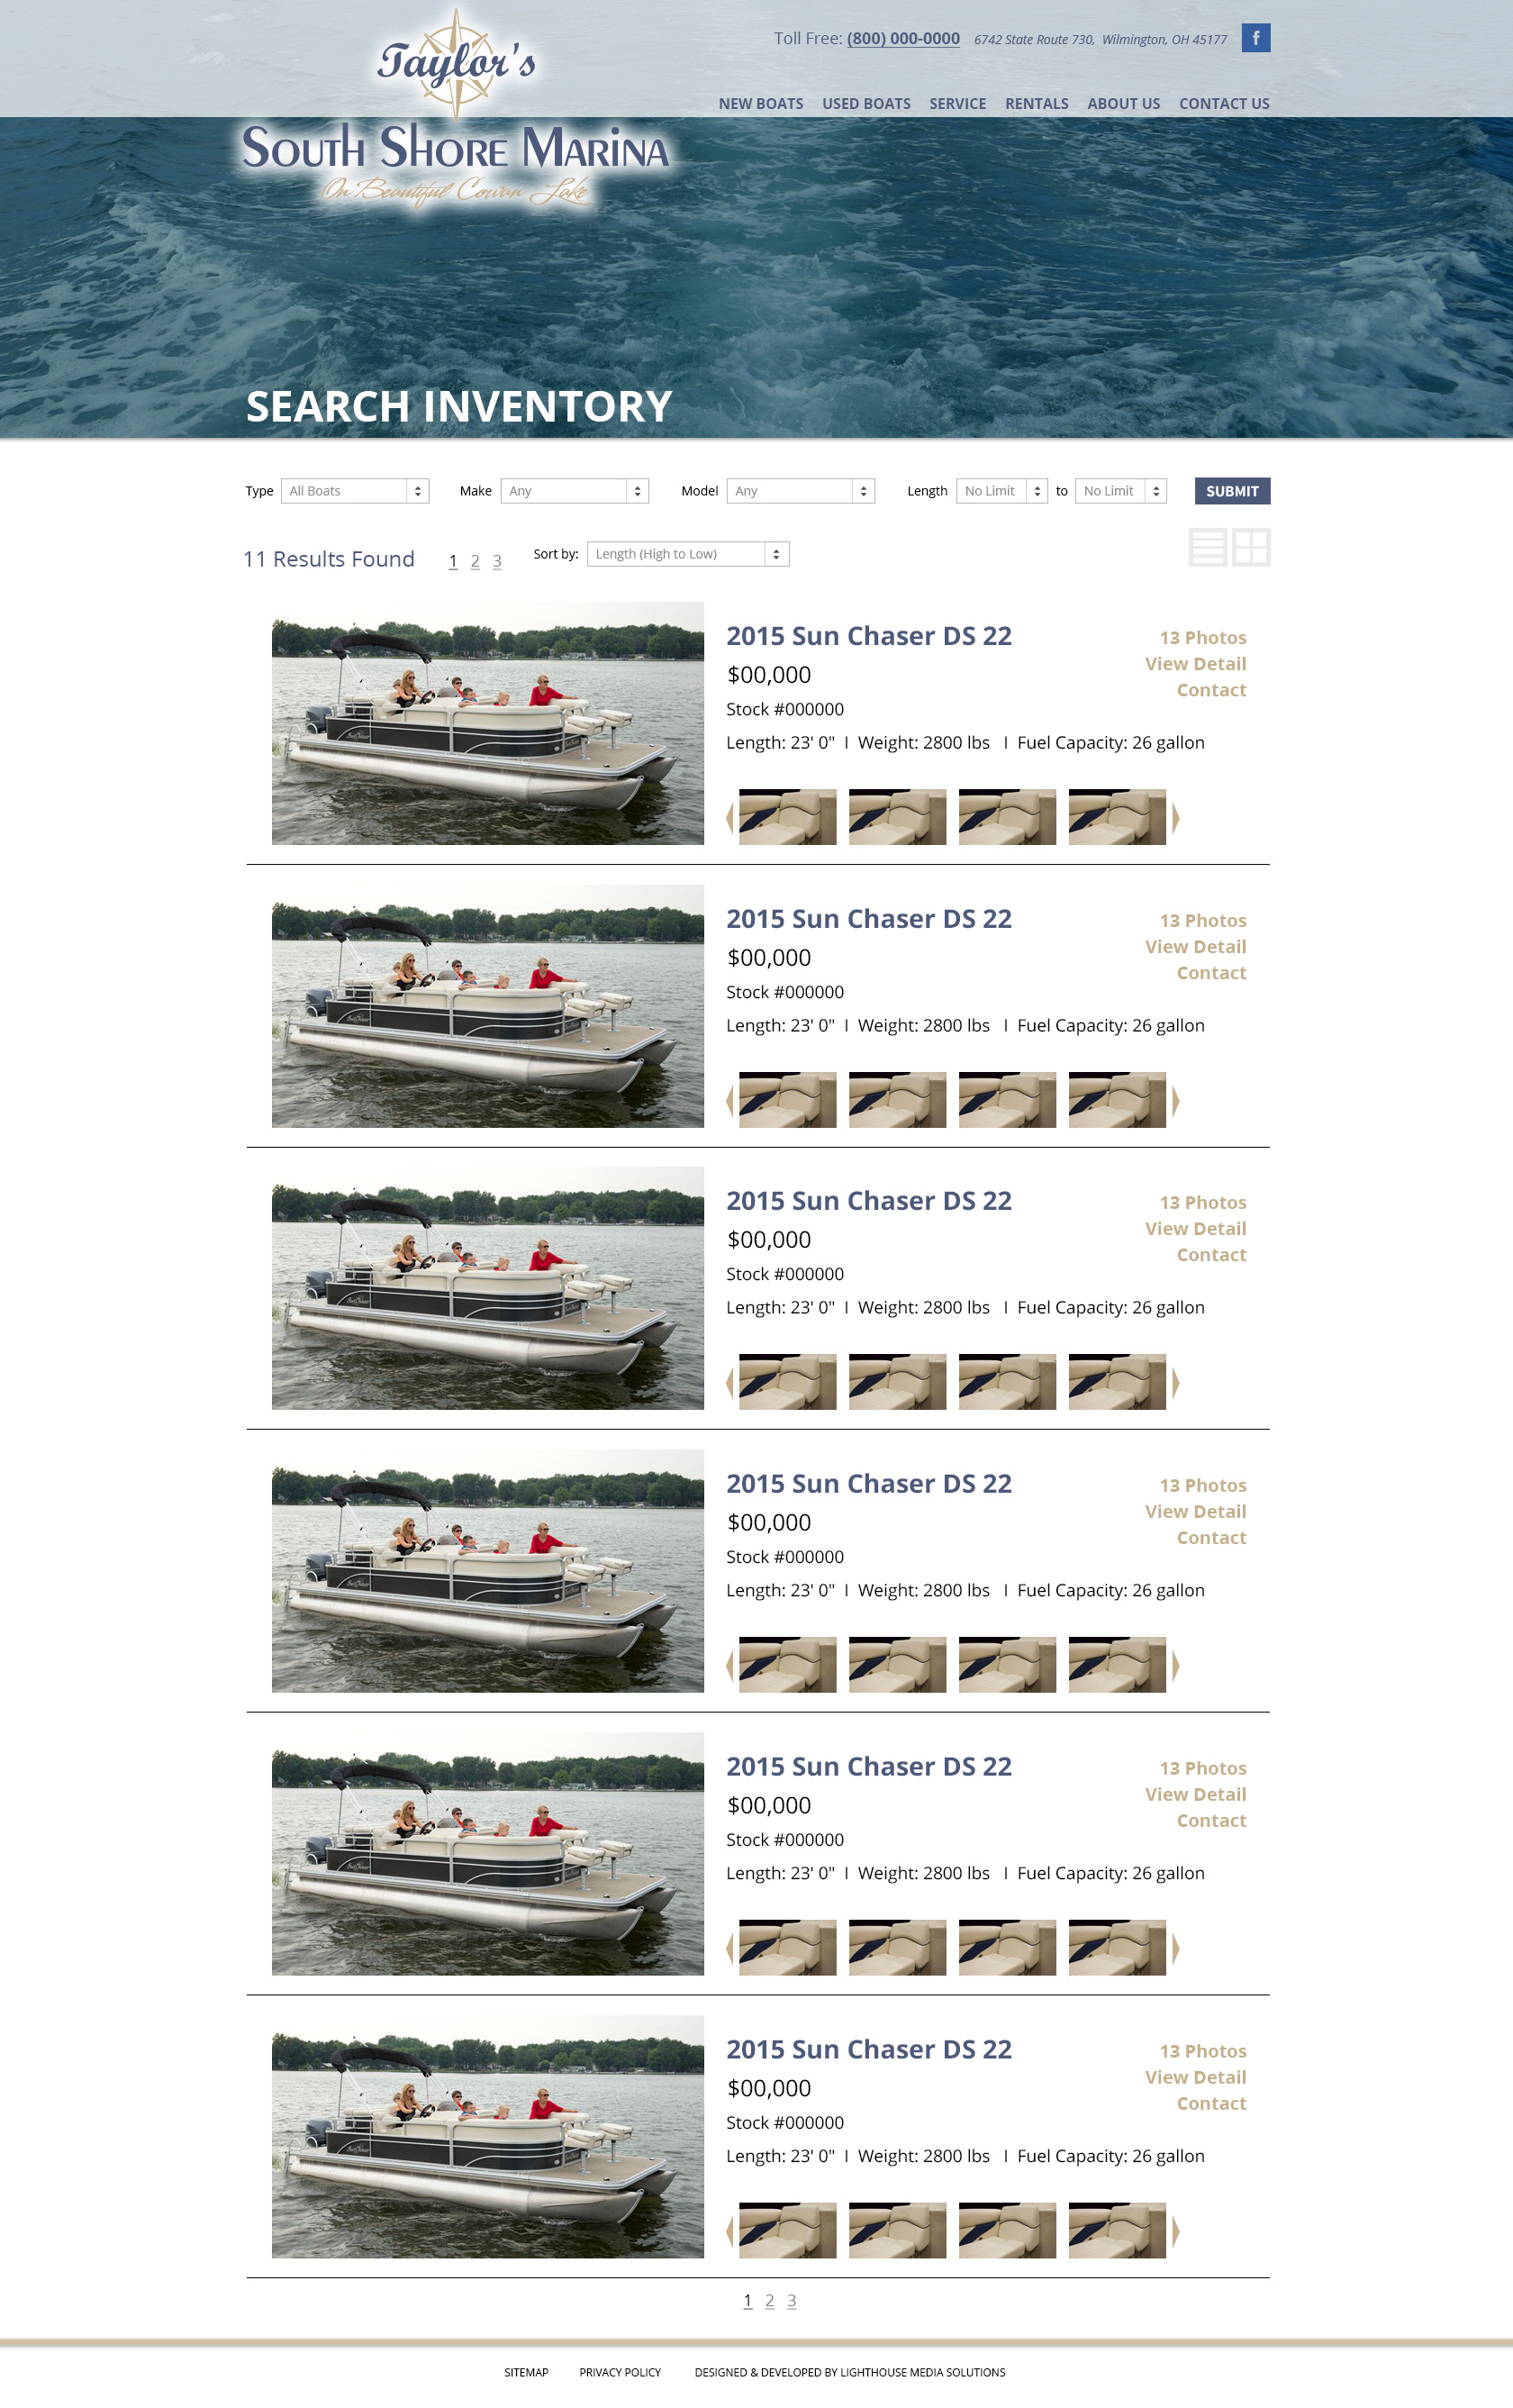 Taylor's
Toll Free: (800) 000-0000 6742 State Route 730, Wilmington, OH 45177 f
NEW BOATS USED BOATS SERVICE RENTALS ABOUT US CONTACT US
South Shore Marina
On Beautiful Cowan Lake
SEARCH INVENTORY
Type All Boats Make Any Model Any Length No Limit to No Limit SUBMIT
11 Results Found 1 2 3 Sort by: Length (High to Low)
2015 Sun Chaser DS 22
13 Photos
$00,000
View Detail
Contact
Stock #000000
Length: 23' 0" I Weight: 2800 lbs I Fuel Capacity: 26 gallon
2015 Sun Chaser DS 22
13 Photos
$00,000
View Detail
Contact
Stock #000000
Length: 23' 0" I Weight: 2800 lbs I Fuel Capacity: 26 gallon
2015 Sun Chaser DS 22
13 Photos
$00,000
View Detail
Contact
Stock #000000
Length: 23' 0" I Weight: 2800 lbs I Fuel Capacity: 26 gallon
2015 Sun Chaser DS 22
13 Photos
$00,000
View Detail
Contact
Stock #000000
Length: 23' 0" I Weight: 2800 lbs I Fuel Capacity: 26 gallon
2015 Sun Chaser DS 22
13 Photos
$00,000
View Detail
Contact
Stock #000000
Length: 23' 0" I Weight: 2800 lbs I Fuel Capacity: 26 gallon
2015 Sun Chaser DS 22
13 Photos
$00,000
View Detail
Contact
Stock #000000
Length: 23' 0" I Weight: 2800 lbs I Fuel Capacity: 26 gallon
1 2 3
SITEMAP PRIVACY POLICY DESIGNED & DEVELOPED BY LIGHTHOUSE MEDIA SOLUTIONS